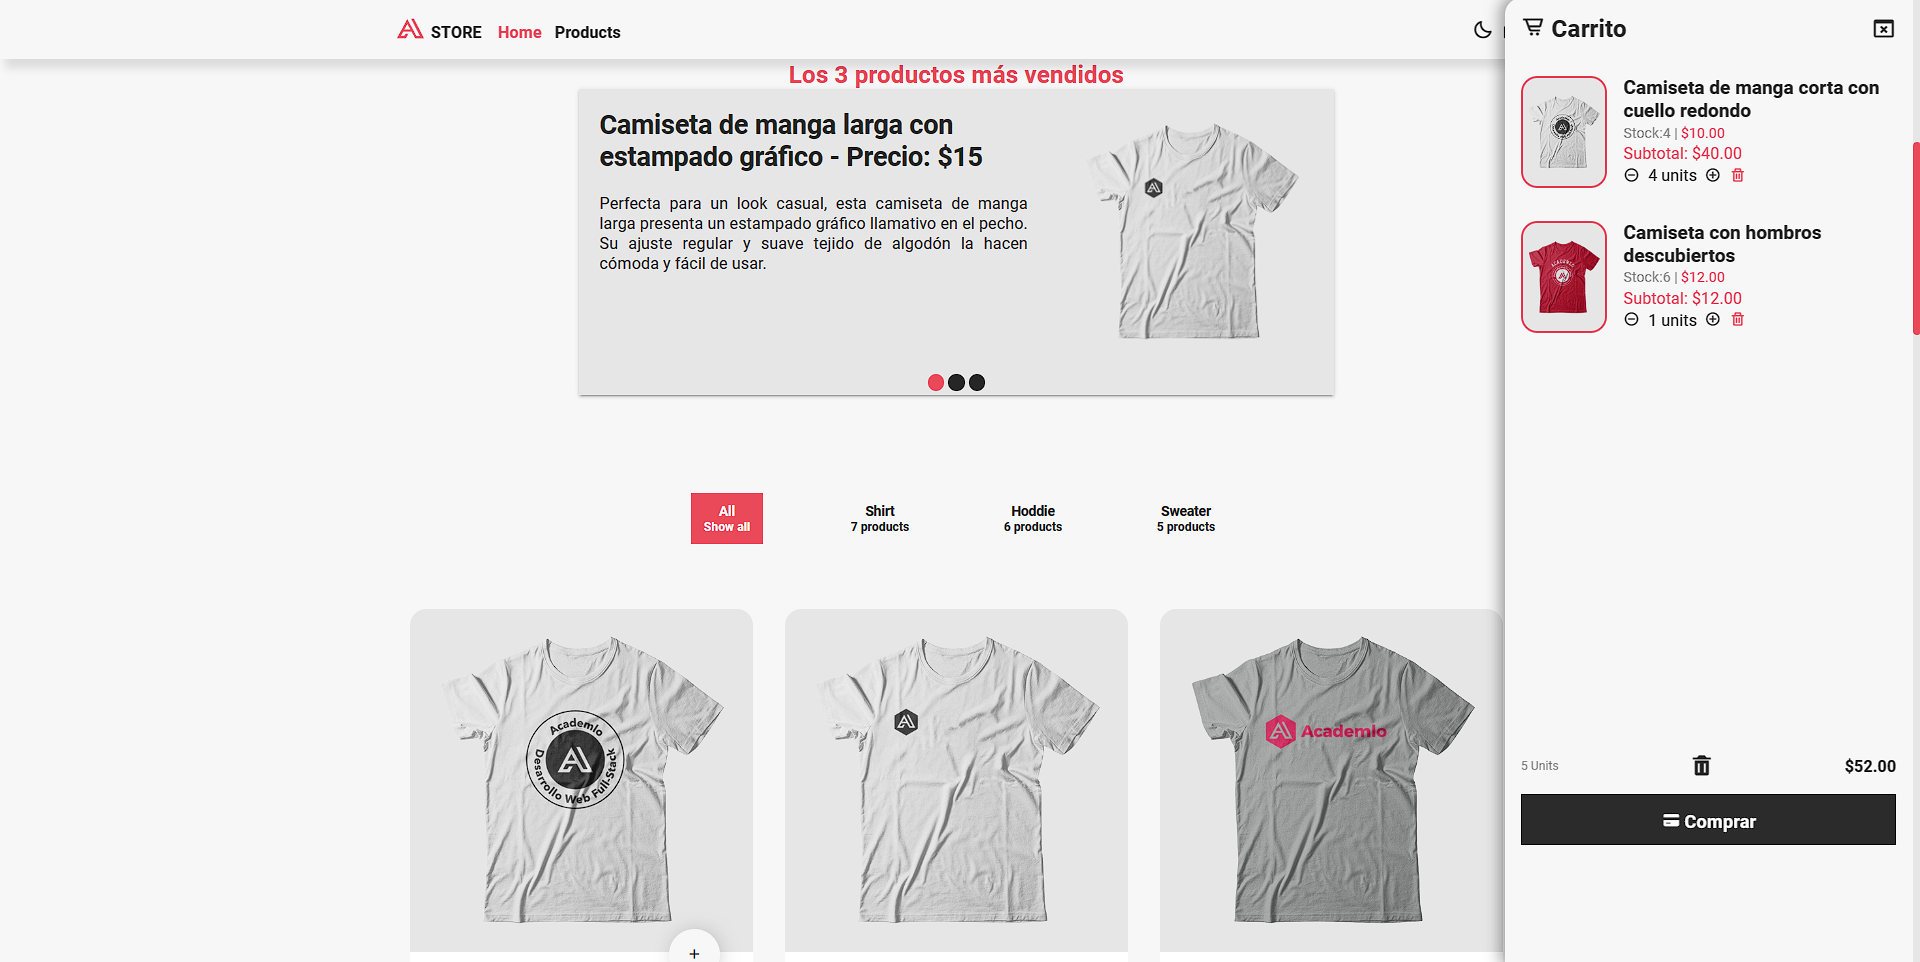 STORE Home Products
Los 3 productos más vendidos
Camiseta de manga larga con
estampado gráfico - Precio: $15
Perfecta para un look casual, esta camiseta de manga
larga presenta un estampado gráfico llamativo en el pecho.
Su ajuste regular y suave tejido de algodón la hacen
cómoda y fácil de usar.
All
Show all
Shirt
7 products
Hoddie
6 products
Sweater
5 products
Academlo
Desarrollo Web Full-Stack
Academlo
+
Carrito
Camiseta de manga corta con
cuello redondo
Stock:4 | $10.00
Subtotal: $40.00
4 units
Camiseta con hombros
descubiertos
Stock:6 | $12.00
Subtotal: $12.00
1 units
5 Units
$52.00
Comprar